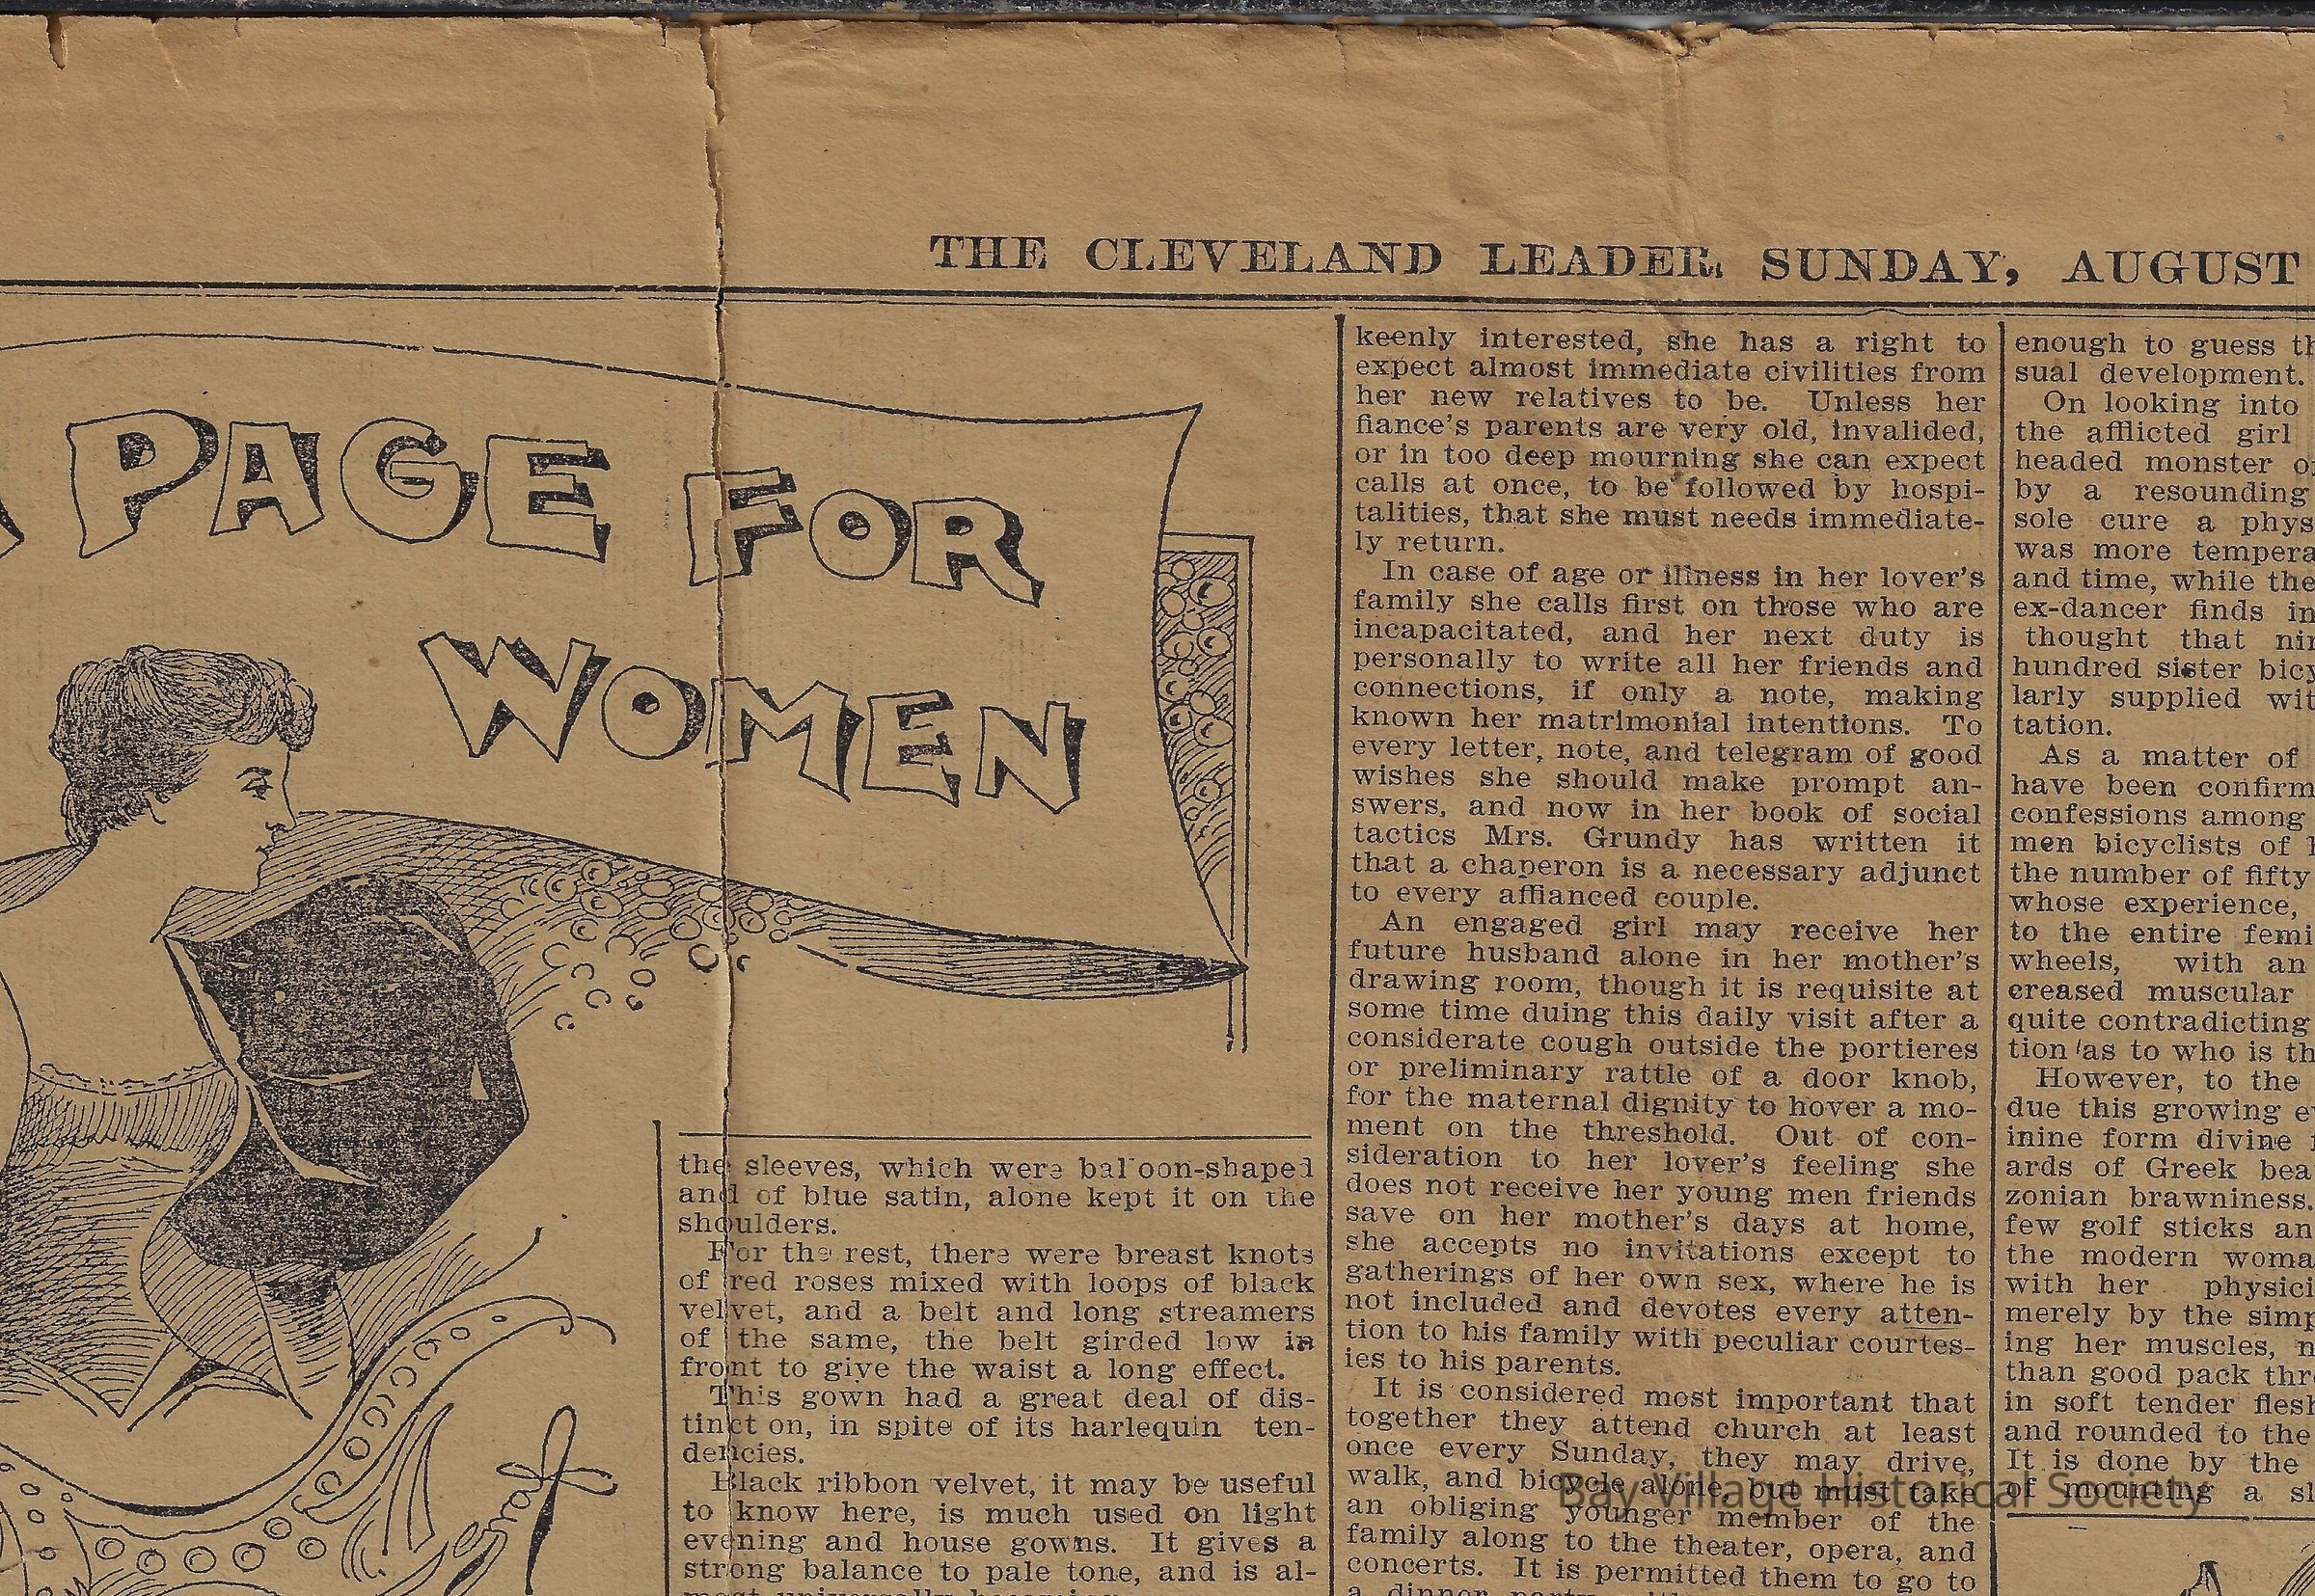 THE CLEVELAND LEADER, SUNDAY, AUGUST
PAGE FOR
WOMEN
the sleeves, which were balloon-shaped
and of blue satin, alone kept it on the
shoulders.
For the rest, there were breast knots
of red roses mixed with loops of black
velvet, and a belt and long streamers
of the same, the belt girded low in
front to give the waist a long effect.
This gown had a great deal of dis-
tinct on, in spite of its harlequin ten-
dencies.
Black ribbon velvet, it may be useful
to know here, is much used on light
evening and house gowns. It gives a
strong balance to pale tone, and is al-
keenly interested, she has a right to
expect almost immediate civilities from
her new relatives to be. Unless her
fiance's parents are very old, invalided,
or in too deep mourning she can expect
calls at once, to be followed by hospi-
talities, that she must needs immediate-
ly return.
In case of age or illness in her lover's
family she calls first on those who are
incapacitated, and her next duty is
personally to write all her friends and
connections, if only a note, making
known her matrimonial intentions. To
every letter, note, and telegram of good
wishes she should make prompt an-
swers, and now in her book of social
tactics Mrs. Grundy has written it
that a chaperon is a necessary adjunct
to every affianced couple.
An engaged girl may receive her
future husband alone in her mother's
drawing room, though it is requisite at
some time duing this daily visit after a
considerate cough outside the portieres
or preliminary rattle of a door knob,
for the maternal dignity to hover a mo-
ment on the threshold. Out of con-
sideration to her lover's feeling she
does not receive her young men friends
save on her mother's days at home,
she accepts no invitations except to
gatherings of her own sex, where he is
not included and devotes every atten-
tion to his family with peculiar courtes-
ies to his parents.
It is considered most important that
together they attend church at least
once every Sunday, they may drive,
walk, and bicycle alone, but must take
an obliging younger member of the
family along to the theater, opera, and
concerts. It is permitted them to go to
a dinner party
enough to guess
sual development.
On looking into
the afflicted girl
headed monster
by a resounding
sole cure a phys
was more tempera
and time, while the
ex-dancer finds in
thought that nin
hundred sister bicy
larly supplied wit
tation.
As a matter of
have been confirm
confessions among
men bicyclists of
the number of fifty
whose experience,
to the entire femi
wheels, with an
creased muscular
quite contradicting
tion as to who is th
However, to the
due this growing
inine form divine
ards of Greek bea
zonian brawniness.
few golf sticks an
the modern woma
with her physici
merely by the simp
ing her muscles,
than good pack thr
in soft tender flesh
and rounded to the
It is done by the
of mounting a sl
Bay Village Historical Society